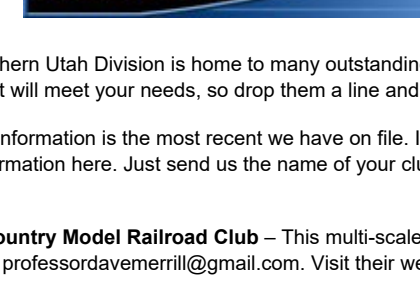 hern Utah Division is home to many outstandin
t will meet your needs, so drop them a line and
nformation is the most recent we have on file. I
rmation here. Just send us the name of your clu
ountry Model Railroad Club – This multi-scale
professordavemerrill@gmail.com. Visit their we